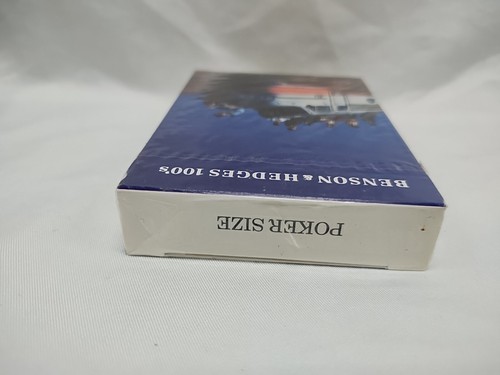 BENSON & HEDGES 100's
POKER SIZE